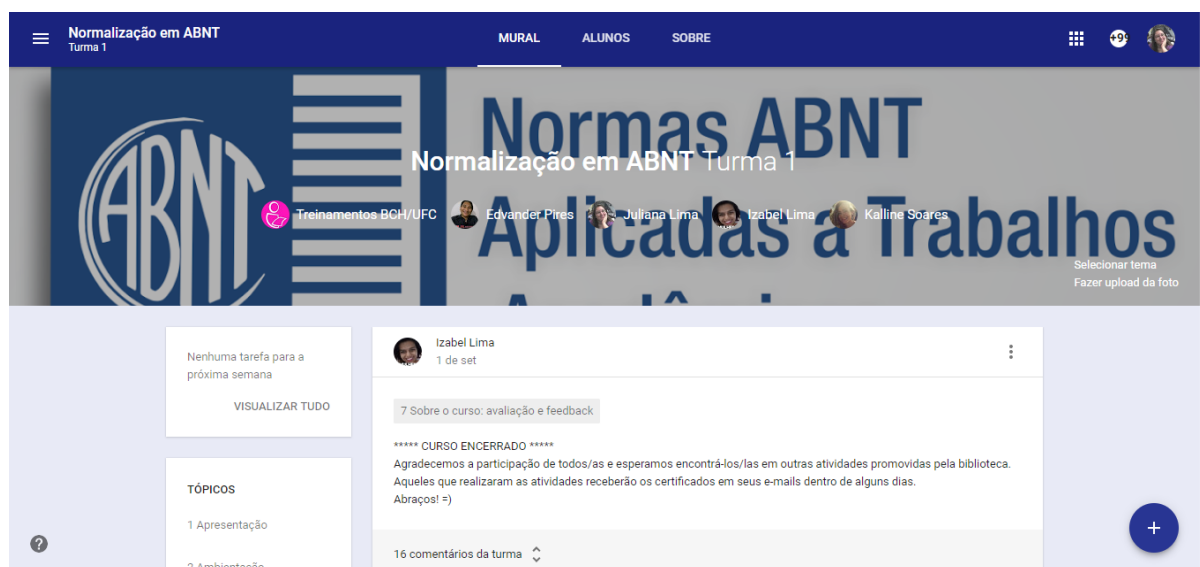 Normalização em ABNT
Turma 1
MURAL
ALUNOS
SOBRE
+99
ABNT
Normas ABNT
Aplicadas a Trabalhos
Normalização em ABNT Turma 1
Treinamentos BCH/UFC
Edvander Pires
Juliana Lima
Izabel Lima
Kalline Soares
Selecionar tema
Fazer upload da foto
Nenhuma tarefa para a
próxima semana
VISUALIZAR TUDO
TÓPICOS
1 Apresentação
2 Ambientação
Izabel Lima
1 de set
7 Sobre o curso: avaliação e feedback
***** CURSO ENCERRADO *****
Agradecemos a participação de todos/as e esperamos encontrá-los/las em outras atividades promovidas pela biblioteca.
Aqueles que realizaram as atividades receberão os certificados em seus e-mails dentro de alguns dias.
Abraços! =)
16 comentários da turma